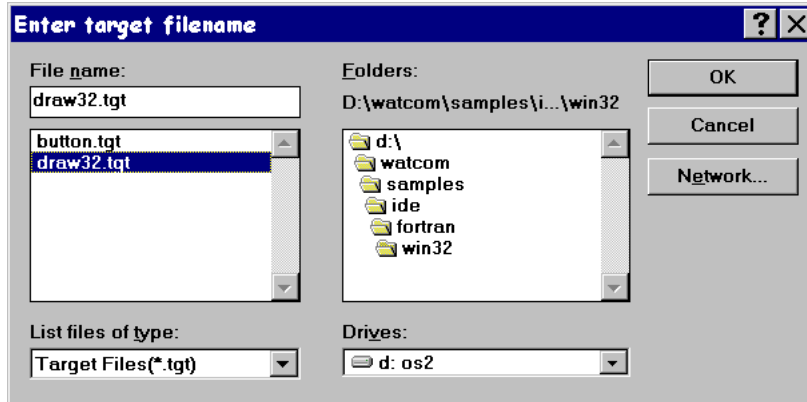 Enter target filename
File name:
draw32.tgt
button.tgt
draw32.tgt
List files of type:
Target Files(*.tgt)
Folders:
D:\watcom\samples\i...\win32
d:\
watcom
samples
ide
fortran
win32
Drives:
d: os2
OK
Cancel
Network...